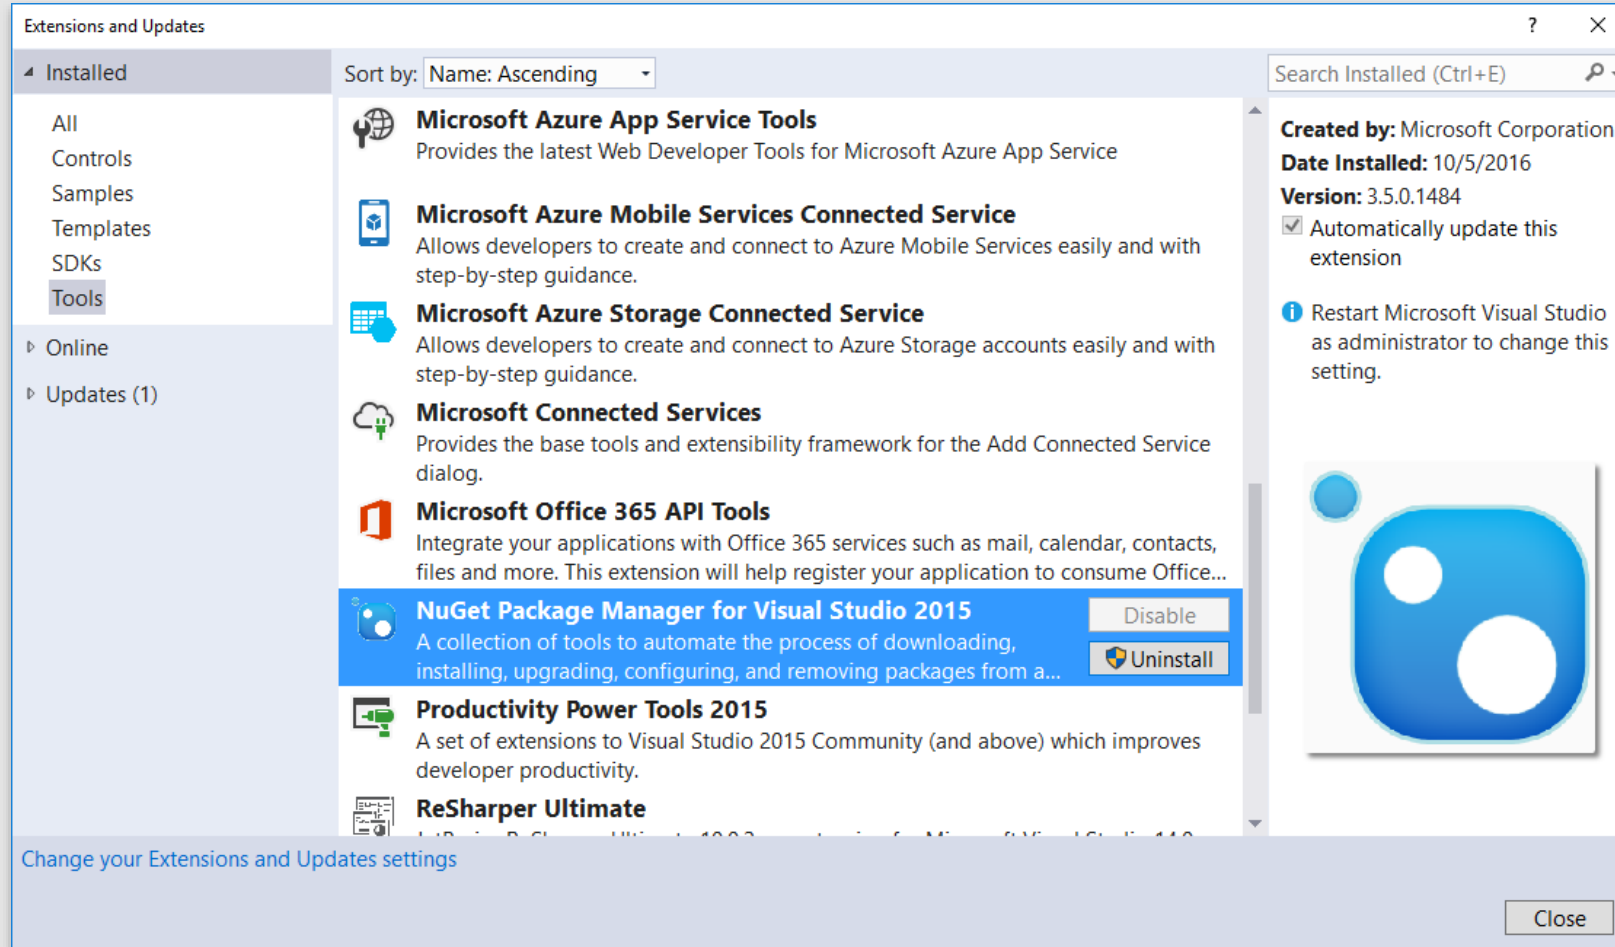 Extensions and Updates
?
Installed
Sort by: Name: Ascending
Search Installed (Ctrl+E)
All
Controls
Samples
Templates
SDKs
Tools
Online
Updates (1)
Microsoft Azure App Service Tools
Provides the latest Web Developer Tools for Microsoft Azure App Service
Microsoft Azure Mobile Services Connected Service
Allows developers to create and connect to Azure Mobile Services easily and with
step-by-step guidance.
Microsoft Azure Storage Connected Service
Allows developers to create and connect to Azure Storage accounts easily and with
step-by-step guidance.
Microsoft Connected Services
Provides the base tools and extensibility framework for the Add Connected Service
dialog.
Microsoft Office 365 API Tools
Integrate your applications with Office 365 services such as mail, calendar, contacts,
files and more. This extension will help register your application to consume Office...
NuGet Package Manager for Visual Studio 2015
A collection of tools to automate the process of downloading,
installing, upgrading, configuring, and removing packages from a...
Disable
Uninstall
Productivity Power Tools 2015
A set of extensions to Visual Studio 2015 Community (and above) which improves
developer productivity.
ReSharper Ultimate
Created by: Microsoft Corporation
Date Installed: 10/5/2016
Version: 3.5.0.1484
Automatically update this
extension
Restart Microsoft Visual Studio
as administrator to change this
setting.
Change your Extensions and Updates settings
Close